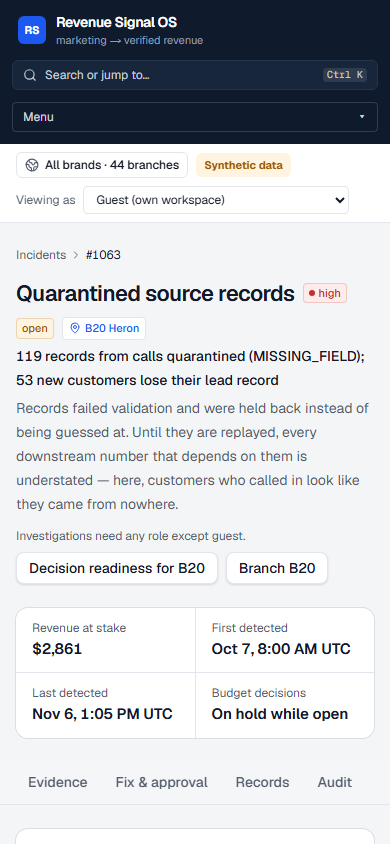 RS
Revenue Signal OS
marketing → verified revenue
Search or jump to…
Ctrl K
Menu
All brands · 44 branches
Synthetic data
Viewing as
Guest (own workspace)
Incidents > #1063
Quarantined source records
high
open
B20 Heron
119 records from calls quarantined (MISSING_FIELD);
53 new customers lose their lead record
Records failed validation and were held back instead of
being guessed at. Until they are replayed, every
downstream number that depends on them is
understated — here, customers who called in look like
they came from nowhere.
Investigations need any role except guest.
Decision readiness for B20
Branch B20
Revenue at stake
$2,861
First detected
Oct 7, 8:00 AM UTC
Last detected
Nov 6, 1:05 PM UTC
Budget decisions
On hold while open
Evidence
Fix & approval
Records
Audit